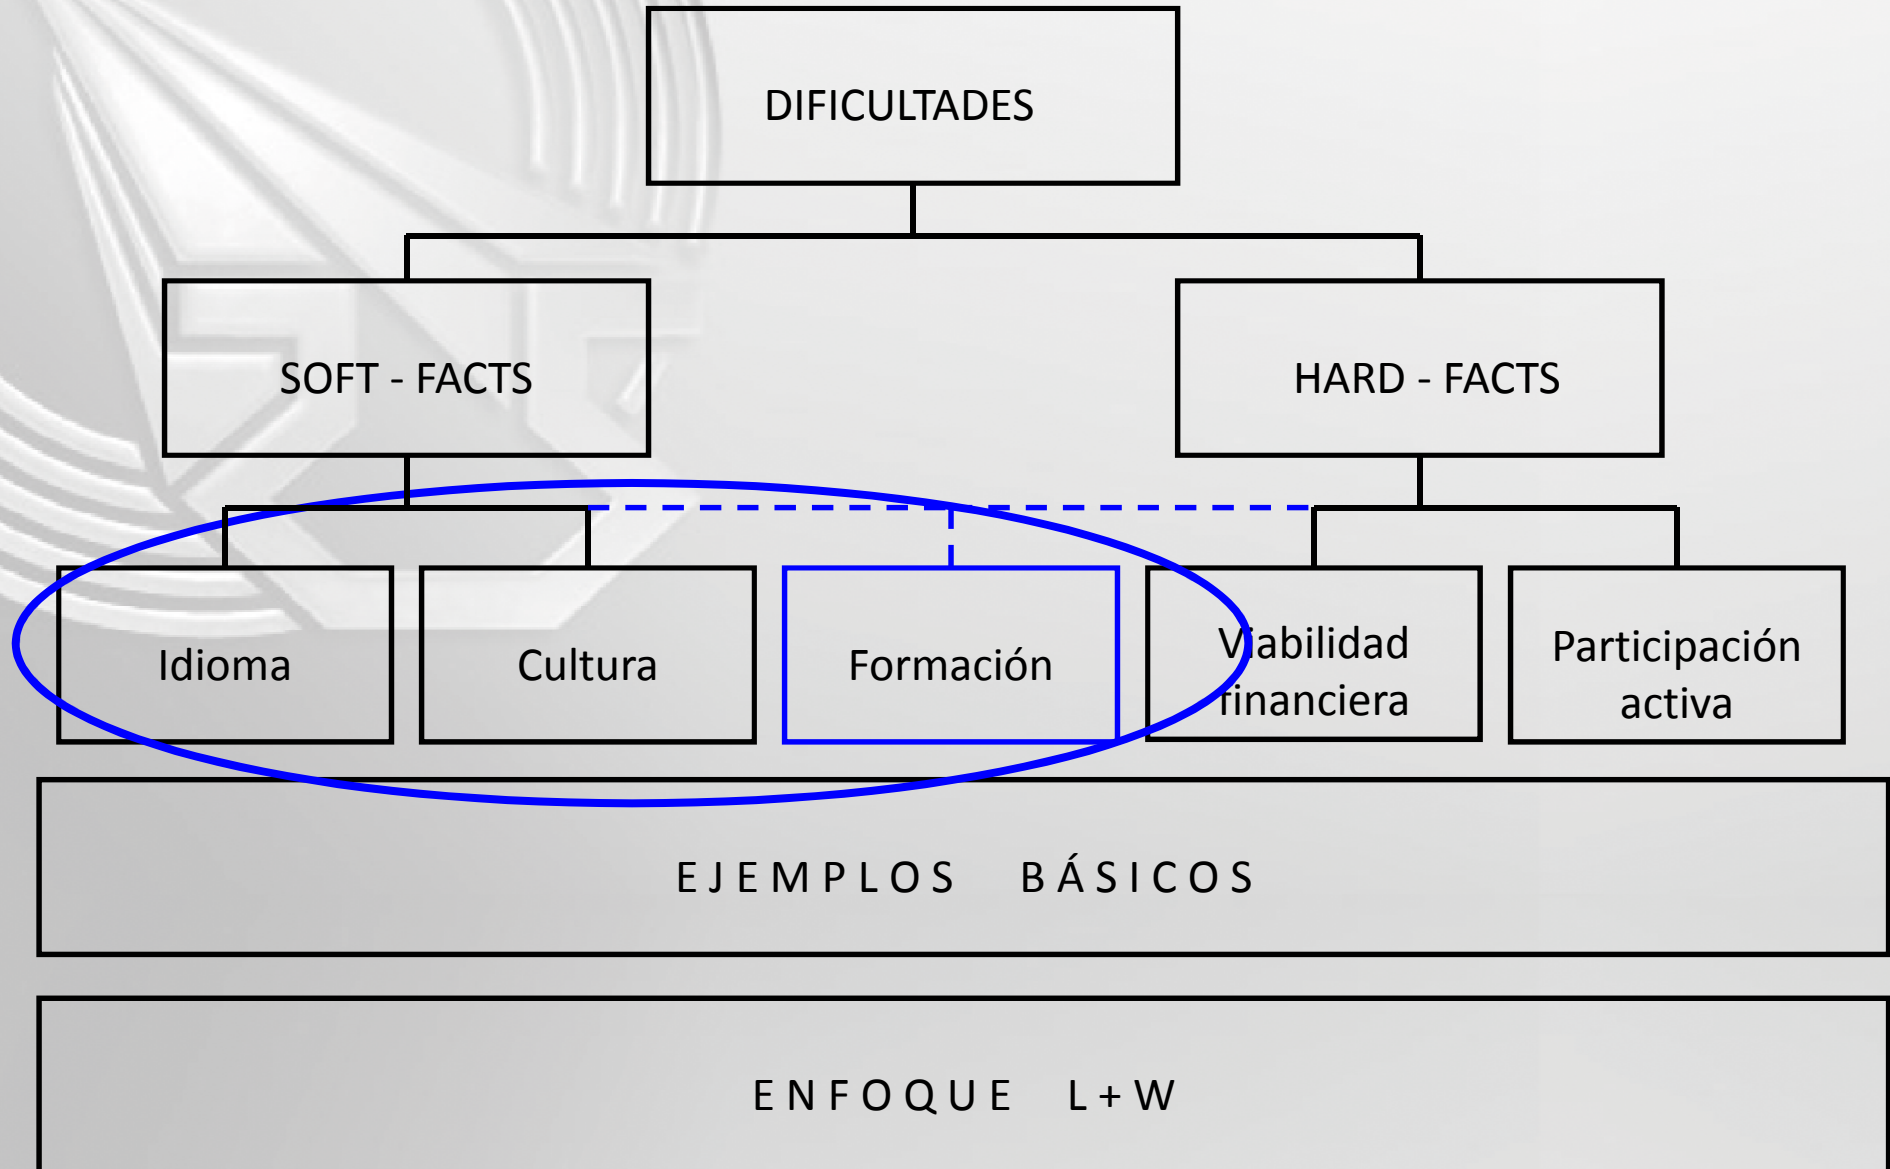 DIFICULTADES
SOFT - FACTS
HARD - FACTS
Idioma
Cultura
Formación
Viabilidad
financiera
Participación
activa
EJEMPLOS BÁSICOS
ENFOQUE L+W